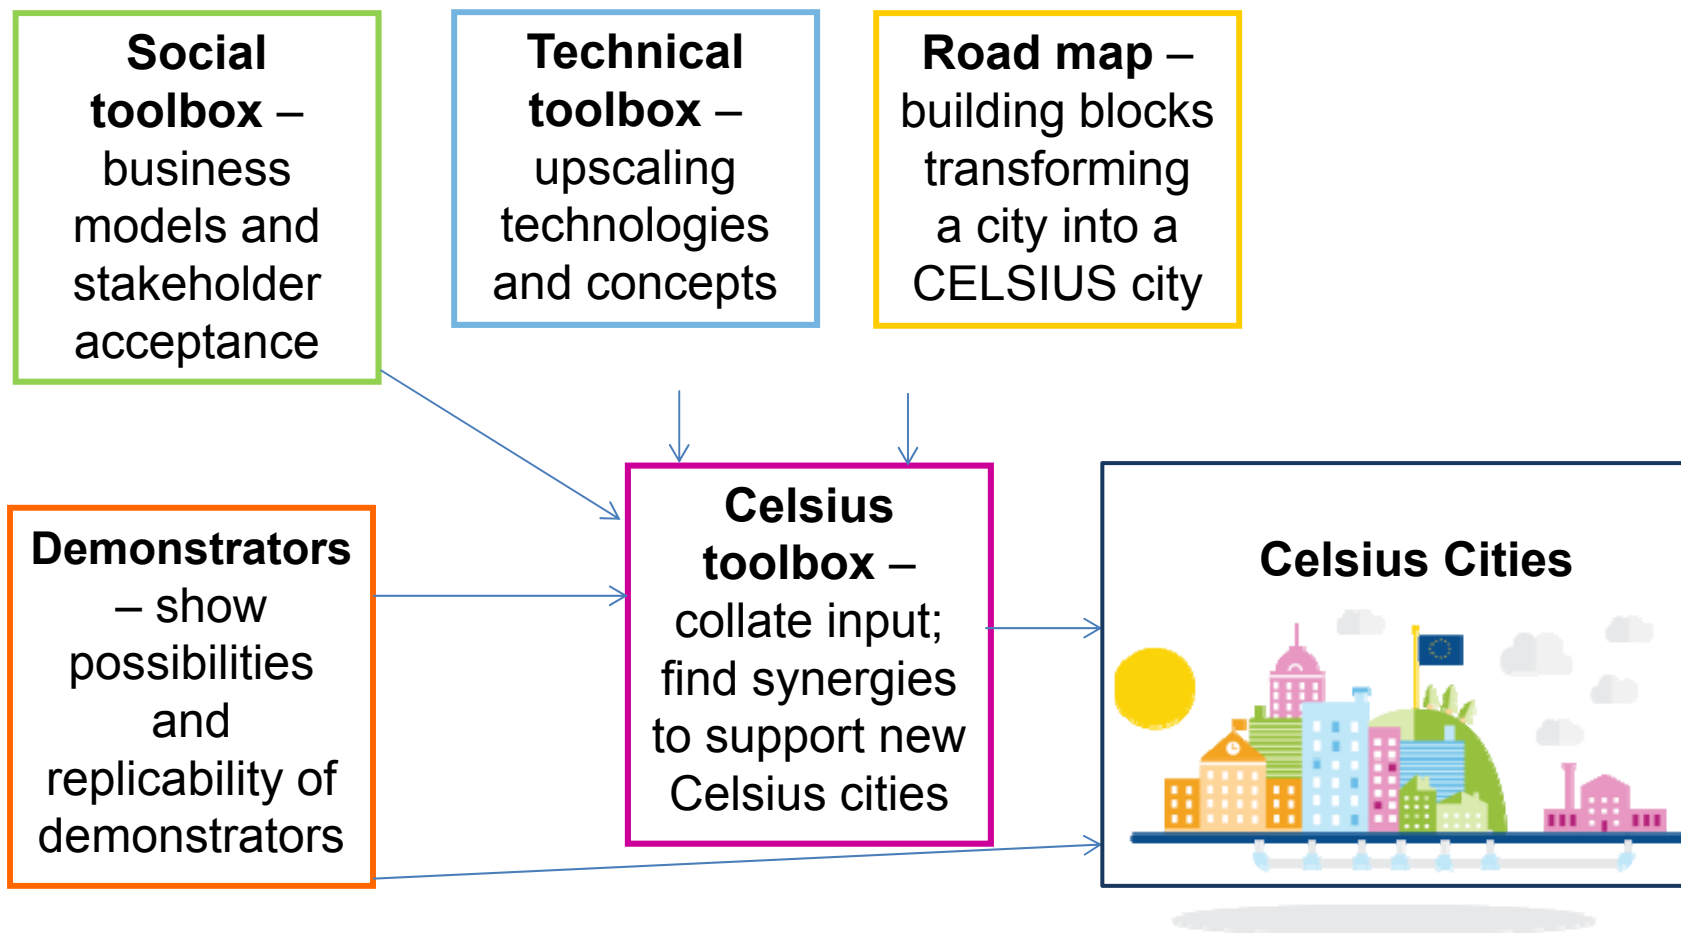 Social
toolbox –
business
models and
stakeholder
acceptance
Technical
toolbox –
upscaling
technologies
and concepts
Road map –
building blocks
transforming
a city into a
CELSIUS city
Demonstrators
– show
possibilities
and
replicability of
demonstrators
Celsius
toolbox –
collate input;
find synergies
to support new
Celsius cities
Celsius Cities